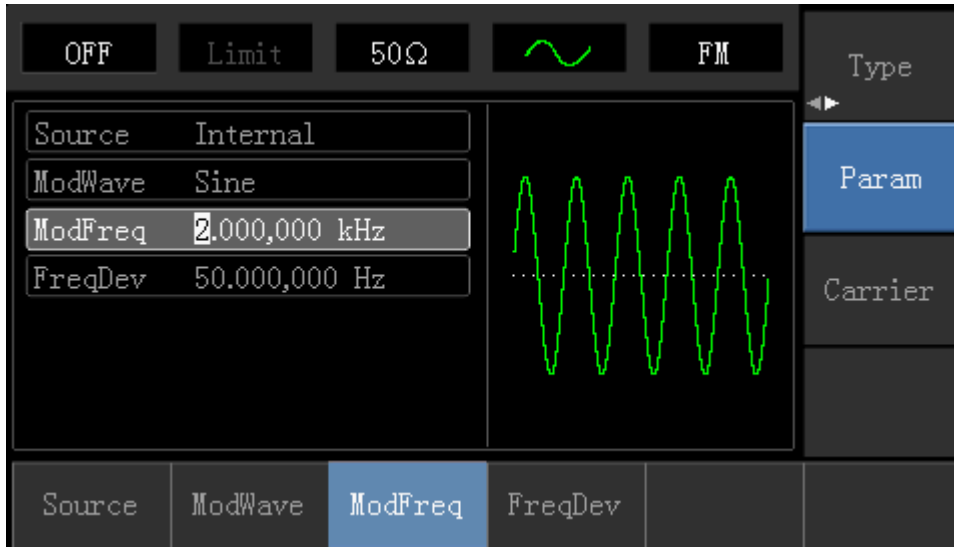 OFF Limit 50Ω FM
Type
Source Internal
ModWave Sine
ModFreq 2.000,000 kHz
FreqDev 50.000,000 Hz
Param
Carrier
Source ModWave ModFreq FreqDev